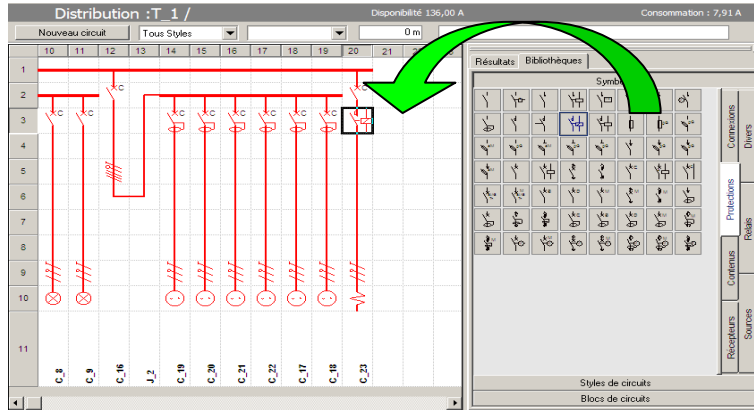 Distribution :T_1 /
Disponibilité 136,00 A
Consommation : 7,91 A
Nouveau circuit
Tous Styles
0 m
10 11 12 13 14 15 16 17 18 19 20 21
1
2
3
4
5
6
7
8
9
10
11
C C C C C C C C C C
C_8
C_9
C_16
J_2
C_19
C_20
C_21
C_22
C_17
C_18
C_23
Résultats
Bibliothèques
Symb
Connexions
Divers
Protections
Relais
Contenus
Récepteurs
Sources
Styles de circuits
Blocs de circuits